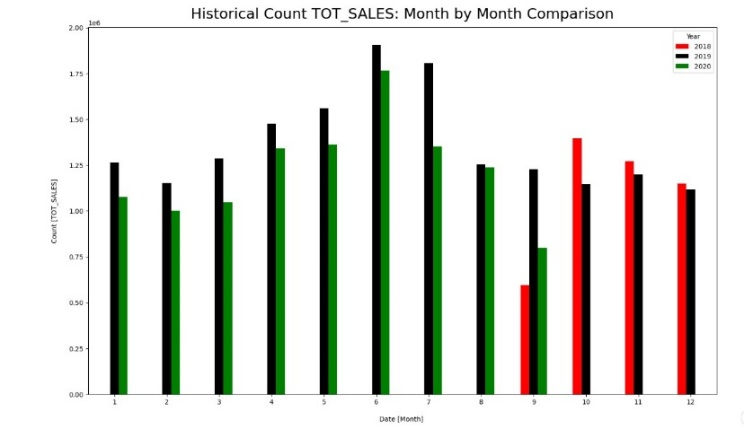 Historical Count TOT_SALES: Month by Month Comparison
1e6
2.00
1.75
1.50
1.25
1.00
0.75
0.50
0.25
0.00
Count [TOT_SALES]
Year
2018
2019
2020
1 2 3 4 5 6 7 8 9 10 11 12
Date [Month]